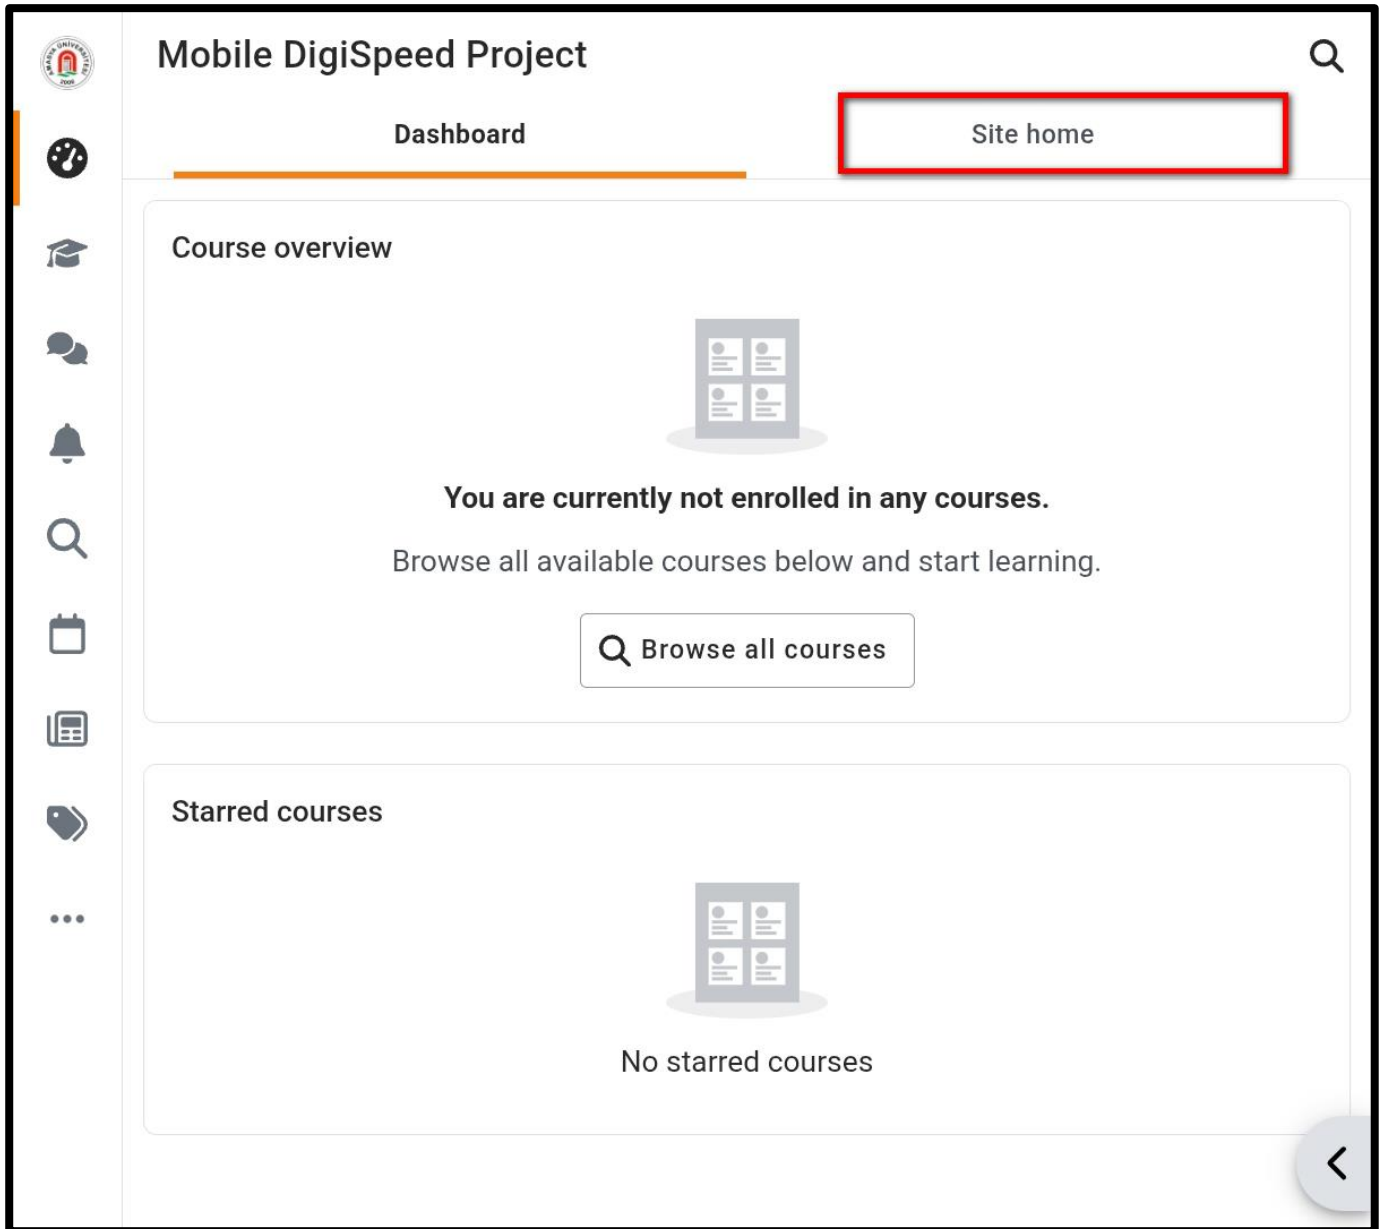 Mobile DigiSpeed Project
Dashboard
Site home
Course overview
You are currently not enrolled in any courses.
Browse all available courses below and start learning.
Browse all courses
Starred courses
No starred courses